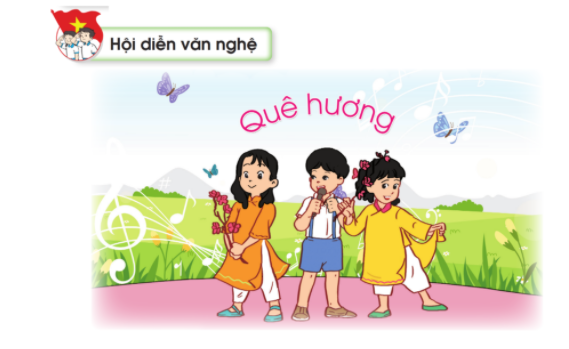 Hội diễn văn nghệ
Quê hương